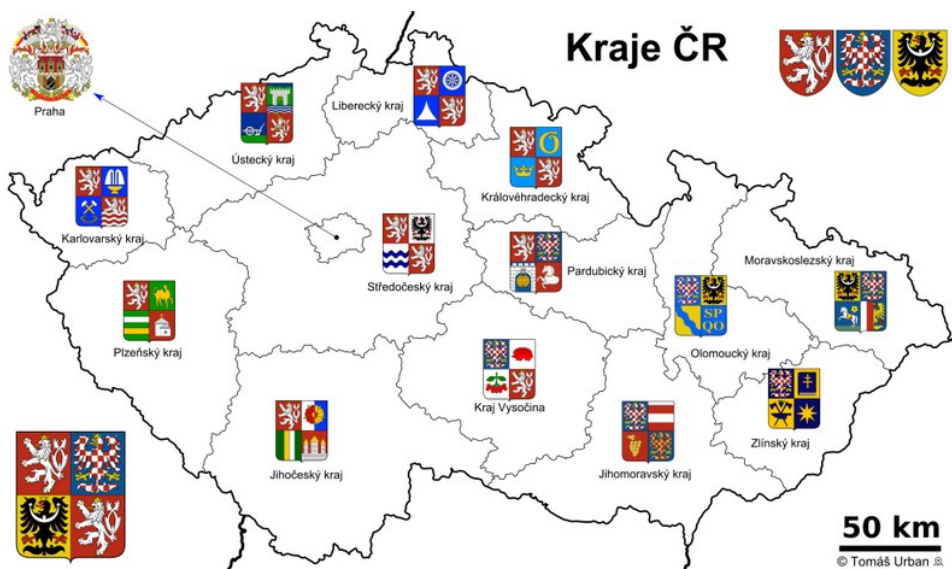 Kraje ČR
Praha
Liberecký kraj
Ústecký kraj
Královéhradecký kraj
Karlovarský kraj
Středočeský kraj
Pardubický kraj
Moravskoslezský kraj
Plzeňský kraj
SP
QO
Olomoucký kraj
Kraj Vysočina
Zlínský kraj
Jihočeský kraj
Jihomoravský kraj
50 km
© Tomáš Urban